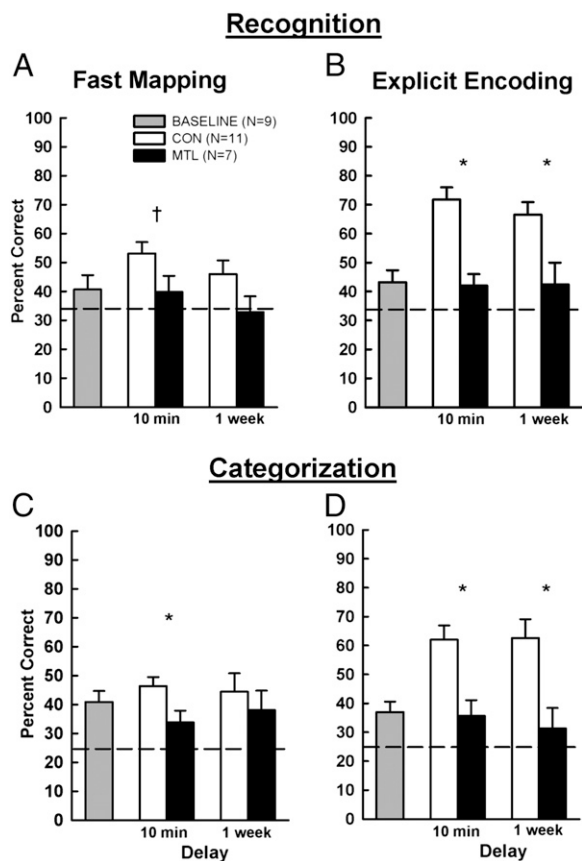 Recognition
A
Fast Mapping
100
90
80
70
60
50
40
30
20
10
0
Percent Correct
BASELINE (N=9)
CON (N=11)
MTL (N=7)
†
10 min
1 week
B
Explicit Encoding
100
90
80
70
60
50
40
30
20
10
0
*
*
10 min
1 week
Categorization
C
100
90
80
70
60
50
40
30
20
10
0
Percent Correct
*
10 min
1 week
Delay
D
100
90
80
70
60
50
40
30
20
10
0
*
*
10 min
1 week
Delay